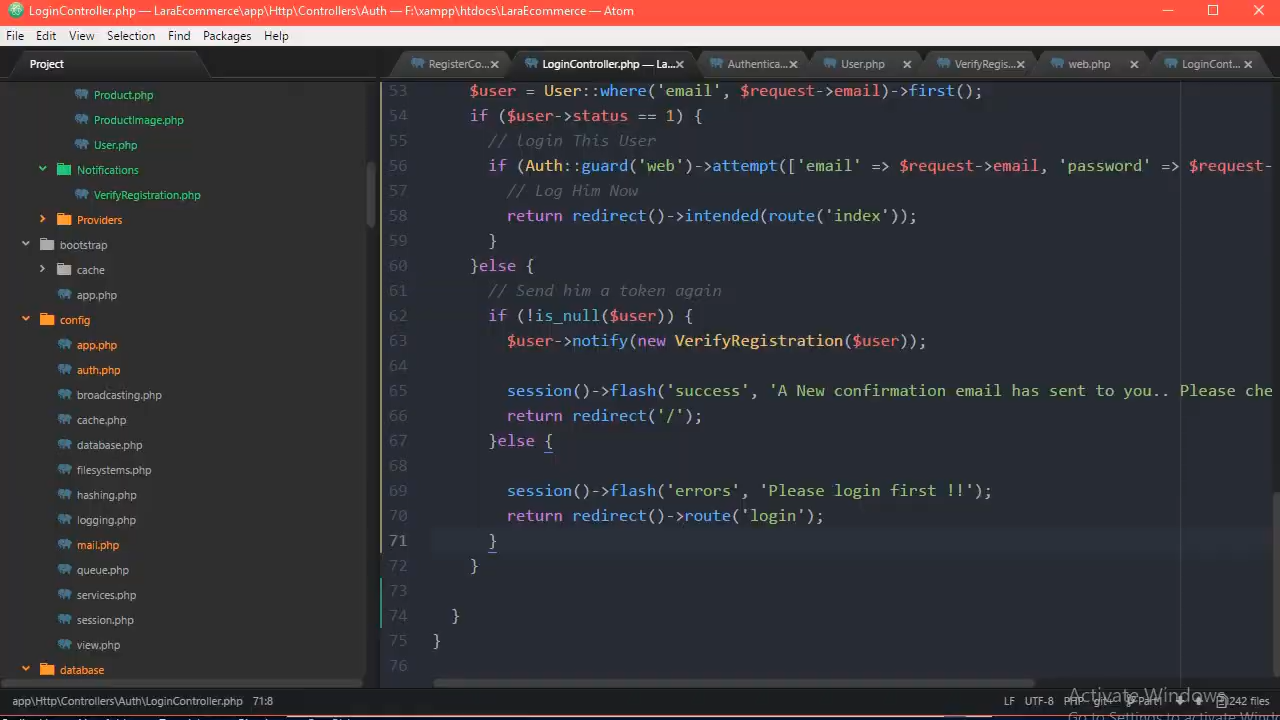 LoginController.php — LaraEcommerce\app\Http\Controllers\Auth — F:\xampp\htdocs\LaraEcommerce — Atom
File Edit View Selection Find Packages Help
Project
RegisterCo...
LoginController.php — La...
Authentica...
User.php
VerifyRegis...
web.php
LoginCont...
Product.php
ProductImage.php
User.php
Notifications
VerifyRegistration.php
Providers
bootstrap
cache
app.php
config
app.php
auth.php
broadcasting.php
cache.php
database.php
filesystems.php
hashing.php
logging.php
mail.php
queue.php
services.php
session.php
view.php
database
53 $user = User::where('email', $request->email)->first();
54 if ($user->status == 1) {
55 // login This User
56 if (Auth::guard('web')->attempt(['email' => $request->email, 'password' => $request-
57 // Log Him Now
58 return redirect()->intended(route('index'));
59 }
60 }else {
61 // Send him a token again
62 if (!is_null($user)) {
63 $user->notify(new VerifyRegistration($user));
64
65 session()->flash('success', 'A New confirmation email has sent to you.. Please che
66 return redirect('/');
67 }else {
68
69 session()->flash('errors', 'Please login first !!');
70 return redirect()->route('login');
71 }
72 }
73
74 }
75 }
76
Activate Windows
app\Http\Controllers\Auth\LoginController.php 71:8
LF UTF-8 PHP Part1 242 files
Go to Settings to activate Wind